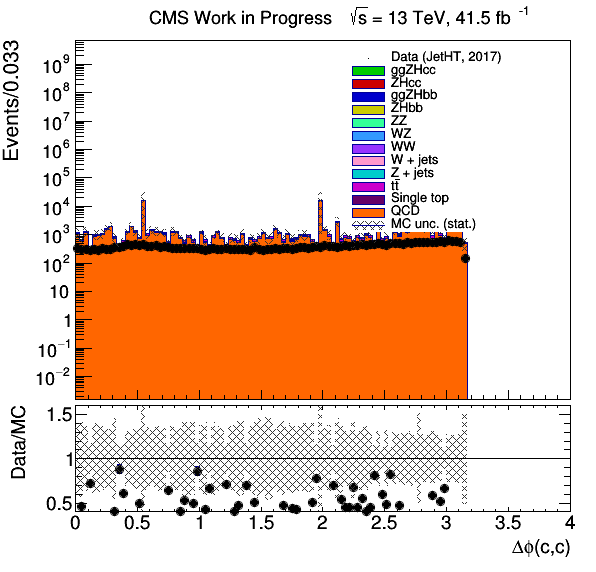 CMS Work in Progress √s = 13 TeV, 41.5 fb⁻¹
Events/0.033
10⁹
10⁸
10⁷
10⁶
10⁵
10⁴
10³
10²
10
1
10⁻¹
10⁻²
Data (JetHT, 2017)
ggZHcc
ZHcc
ggZHbb
ZHbb
ZZ
WZ
WW
W + jets
Z + jets
tt̅
Single top
QCD
MC unc. (stat.)
Data/MC
1.5
1
0.5
0 0.5 1 1.5 2 2.5 3 3.5 4
Δϕ(c,c)